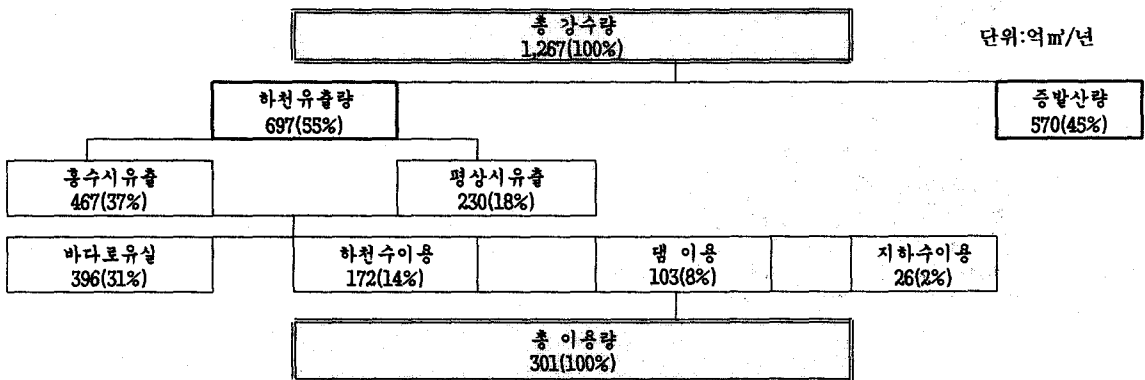 총 강수량
1,267(100%)
단위:억㎥/년
하천유출량
697(55%)
증발산량
570(45%)
홍수시유출
467(37%)
평상시유출
230(18%)
바다로유실
396(31%)
하천수이용
172(14%)
댐 이용
103(8%)
지하수이용
26(2%)
총 이용량
301(100%)